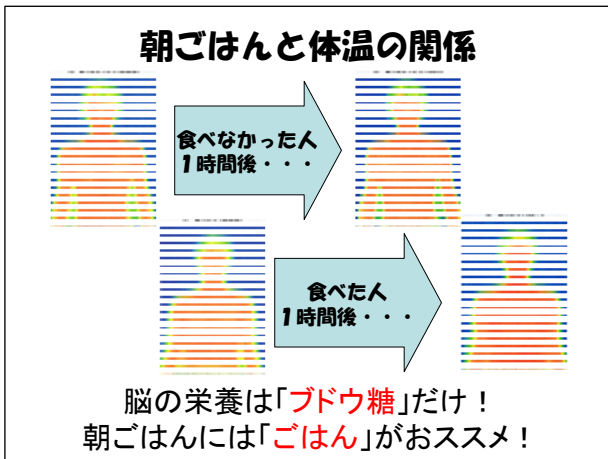 朝ごはんと体温の関係
食べなかった人
1時間後・・・
食べた人
1時間後・・・
脳の栄養は「ブドウ糖」だけ！
朝ごはんには「ごはん」がおススメ！